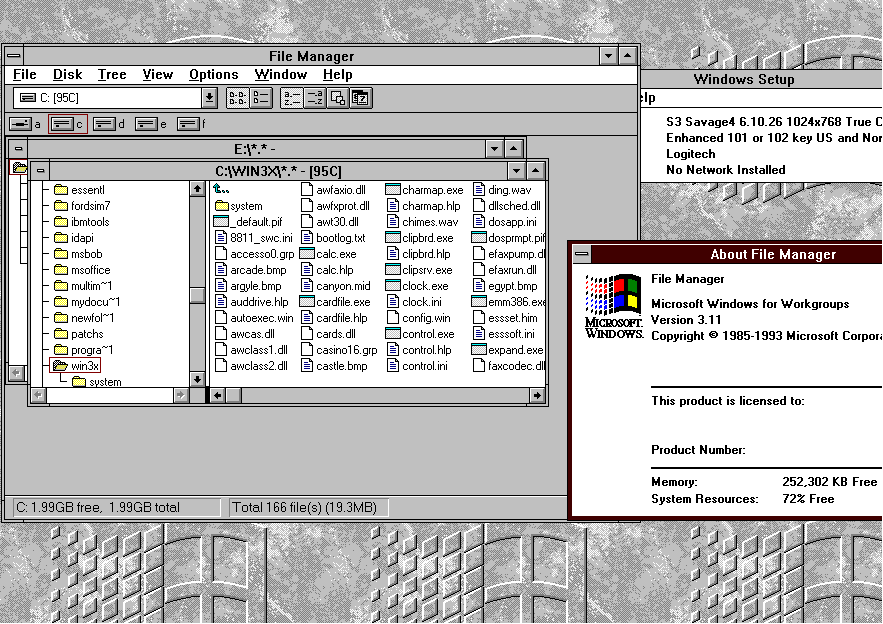 File Manager
File Disk Tree View Options Window Help
C: [95C]
a c d e f
E:\*.* -
C:\WIN3X\*.* - [95C]
essentl
fordsim7
ibmtools
idapi
msbob
msoffice
multim~1
mydocu~1
newfol~1
patchs
progra~1
win3x
system
..
system
_default.pif
8811_swc.ini
accesso0.grp
arcade.bmp
argyle.bmp
auddrive.hlp
autoexec.win
awcas.dll
awclass1.dll
awclass2.dll
awfaxio.dll
awfxprot.dll
awt30.dll
bootlog.txt
calc.exe
calc.hlp
canyon.mid
cardfile.exe
cardfile.hlp
cards.dll
casino16.grp
castle.bmp
charmap.exe
charmap.hlp
chimes.wav
clipbrd.exe
clipbrd.hlp
clipsrv.exe
clock.exe
clock.ini
config.win
control.exe
control.hlp
control.ini
ding.wav
dllsched.dll
dosapp.ini
dosprmpt.pif
efaxpump.dl
efaxrun.dll
egypt.bmp
emm386.exe
essset.him
esssoft.ini
expand.exe
faxcodec.dll
C: 1.99GB free, 1.99GB total
Total 166 file(s) (19.3MB)
Windows Setup
elp
S3 Savage4 6.10.26 1024x768 True C
Enhanced 101 or 102 key US and Non
Logitech
No Network Installed
About File Manager
MICROSOFT.
WINDOWS.
File Manager
Microsoft Windows for Workgroups
Version 3.11
Copyright © 1985-1993 Microsoft Corpora
This product is licensed to:
Product Number:
Memory: 252,302 KB Free
System Resources: 72% Free